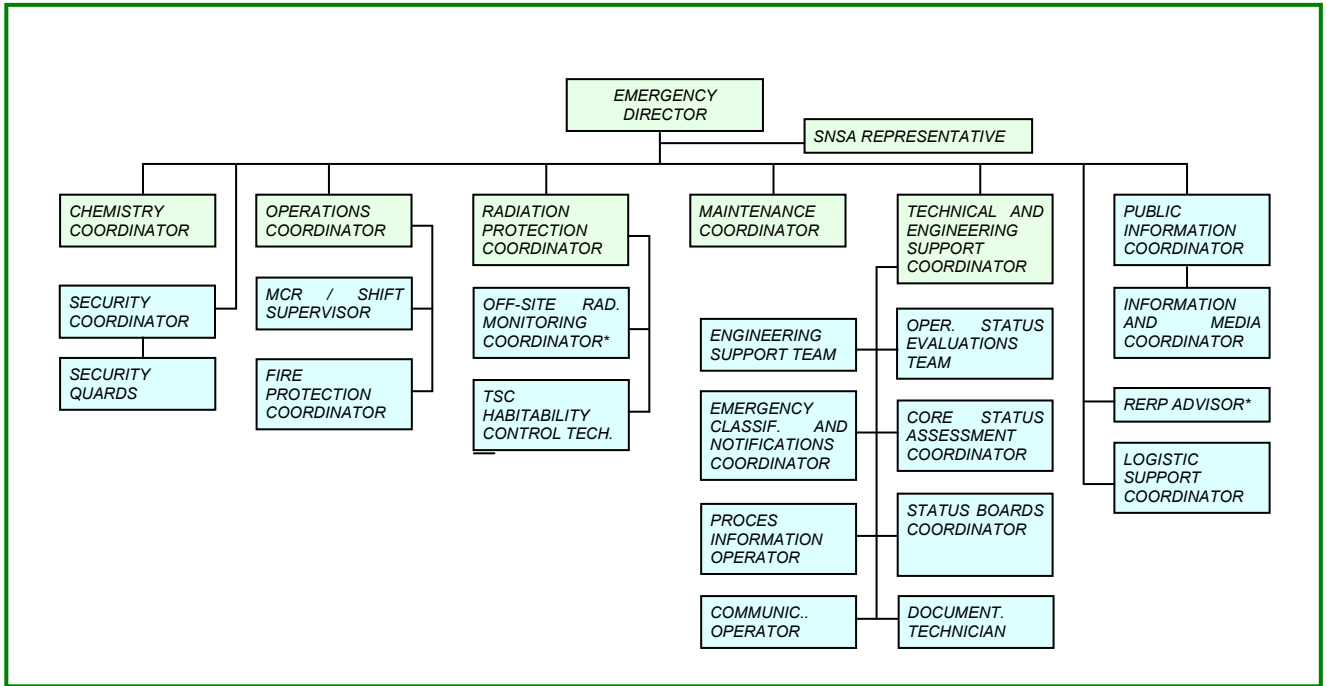 EMERGENCY
DIRECTOR
SNSA REPRESENTATIVE
CHEMISTRY
COORDINATOR
OPERATIONS
COORDINATOR
RADIATION
PROTECTION
COORDINATOR
MAINTENANCE
COORDINATOR
TECHNICAL AND
ENGINEERING
SUPPORT
COORDINATOR
PUBLIC
INFORMATION
COORDINATOR
SECURITY
COORDINATOR
MCR / SHIFT
SUPERVISOR
OFF-SITE RAD.
MONITORING
COORDINATOR*
ENGINEERING
SUPPORT TEAM
OPER. STATUS
EVALUATIONS
TEAM
INFORMATION
AND MEDIA
COORDINATOR
SECURITY
QUARDS
FIRE
PROTECTION
COORDINATOR
TSC
HABITABILITY
CONTROL TECH.
EMERGENCY
CLASSIF. AND
NOTIFICATIONS
COORDINATOR
CORE STATUS
ASSESSMENT
COORDINATOR
RERP ADVISOR*
LOGISTIC
SUPPORT
COORDINATOR
PROCES
INFORMATION
OPERATOR
STATUS BOARDS
COORDINATOR
COMMUNIC..
OPERATOR
DOCUMENT.
TECHNICIAN